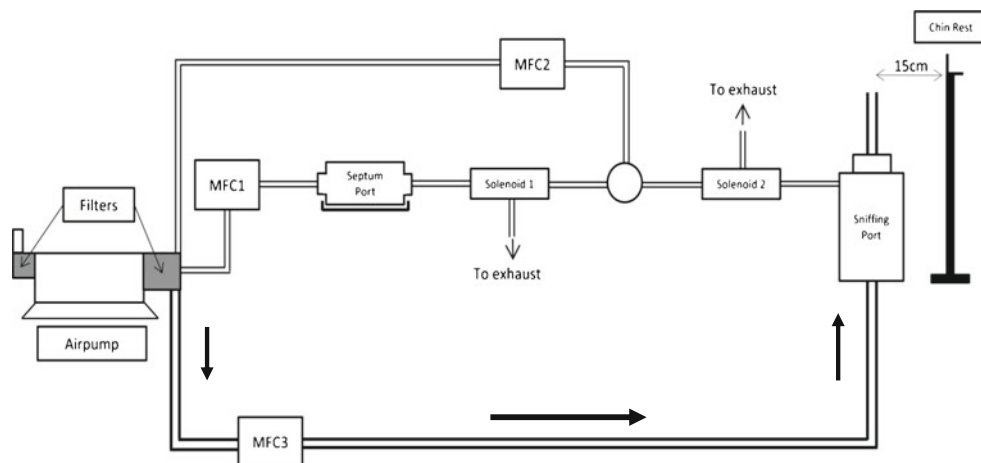 Chin Rest
15cm
MFC2
To exhaust
MFC1
Septum
Port
Solenoid 1
Solenoid 2
Filters
Sniffing
Port
To exhaust
Airpump
MFC3